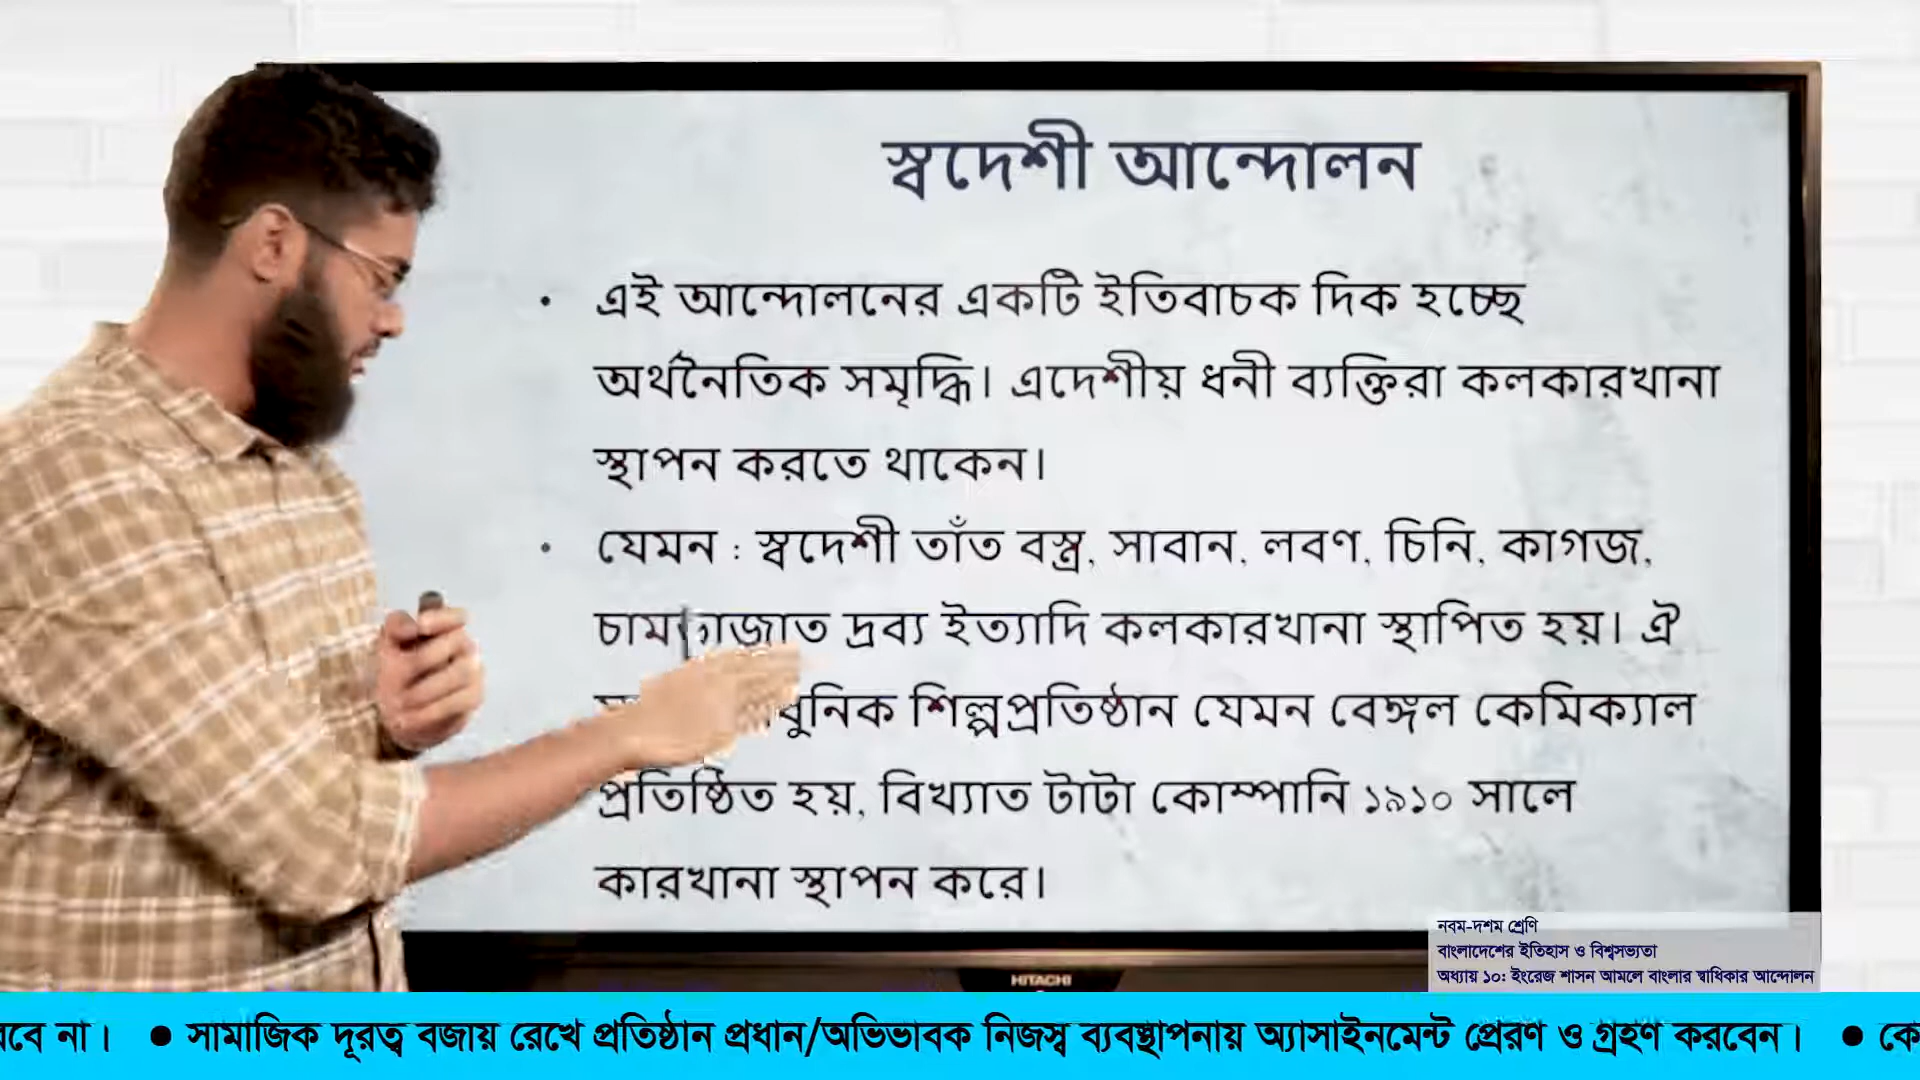 স্বদেশী আন্দোলন
• এই আন্দোলনের একটি ইতিবাচক দিক হচ্ছে
অর্থনৈতিক সমৃদ্ধি। এদেশীয় ধনী ব্যক্তিরা কলকারখানা
স্থাপন করতে থাকেন।
• যেমন : স্বদেশী তাঁত বস্ত্র, সাবান, লবণ, চিনি, কাগজ,
চামড়াজাত দ্রব্য ইত্যাদি কলকারখানা স্থাপিত হয়। ঐ
শিল্পপ্রতিষ্ঠান যেমন বেঙ্গল কেমিক্যাল
প্রতিষ্ঠিত হয়, বিখ্যাত টাটা কোম্পানি ১৯১০ সালে
কারখানা স্থাপন করে।
নবম-দশম শ্রেণি
বাংলাদেশের ইতিহাস ও বিশ্বসভ্যতা
অধ্যায় ১০: ইংরেজ শাসন আমলে বাংলার স্বাধিকার আন্দোলন
HITACHI
না। ● সামাজিক দূরত্ব বজায় রেখে প্রতিষ্ঠান প্রধান/অভিভাবক নিজস্ব ব্যবস্থাপনায় অ্যাসাইনমেন্ট প্রেরণ ও গ্রহণ করবেন। ●